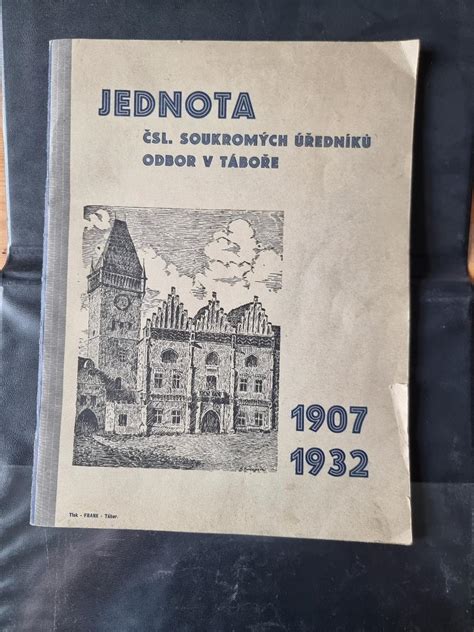 JEDNOTA
ČSL. SOUKROMÝCH ÚŘEDNÍKŮ
ODBOR V TÁBOŘE
1907
1932
Tisk - FRANK - Tábor.